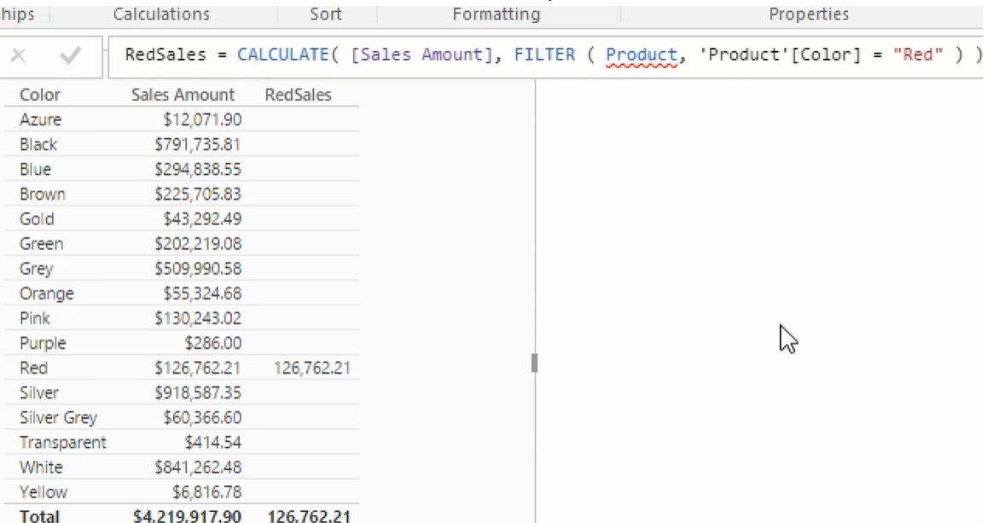 hips Calculations Sort Formatting Properties
RedSales = CALCULATE( [Sales Amount], FILTER ( Product, 'Product'[Color] = "Red" ) )
Color Sales Amount RedSales
Azure $12,071.90
Black $791,735.81
Blue $294,838.55
Brown $225,705.83
Gold $43,292.49
Green $202,219.08
Grey $509,990.58
Orange $55,324.68
Pink $130,243.02
Purple $286.00
Red $126,762.21 126,762.21
Silver $918,587.35
Silver Grey $60,366.60
Transparent $414.54
White $841,262.48
Yellow $6,816.78
Total $4,219,917.90 126,762.21